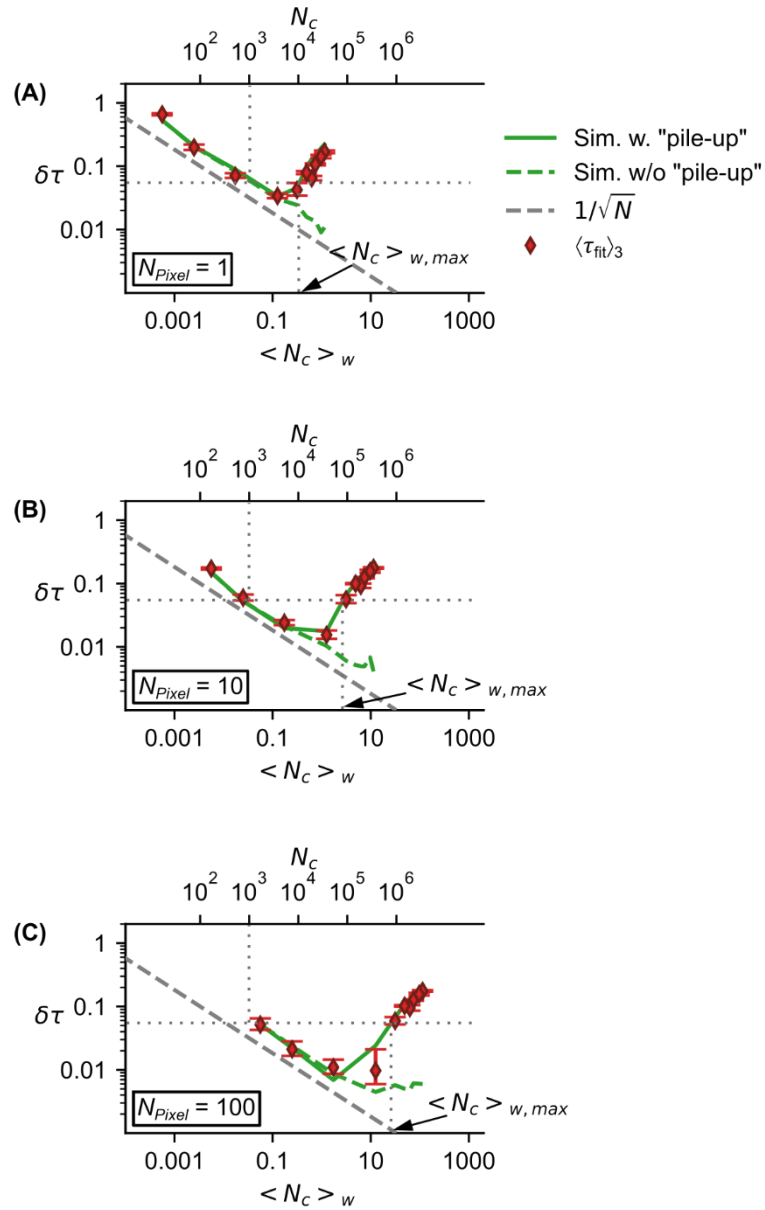 N_c
10^2 10^3 10^4 10^5 10^6
(A)
1
0.1
0.01
δτ
N_Pixel = 1
< N_c >_w, max
0.001 0.1 10 1000
< N_c >_w
Sim. w. "pile-up"
Sim. w/o "pile-up"
1/√N
⟨τ_fit⟩_3
N_c
10^2 10^3 10^4 10^5 10^6
(B)
1
0.1
0.01
δτ
N_Pixel = 10
< N_c >_w, max
0.001 0.1 10 1000
< N_c >_w
N_c
10^2 10^3 10^4 10^5 10^6
(C)
1
0.1
0.01
δτ
N_Pixel = 100
< N_c >_w, max
0.001 0.1 10 1000
< N_c >_w